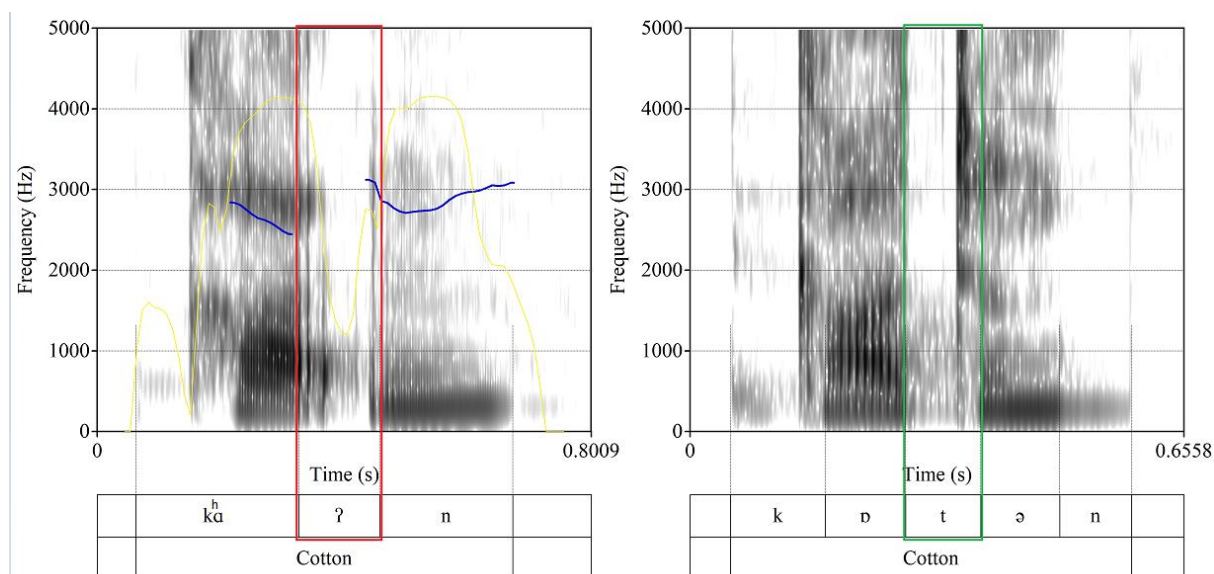 5000
4000
3000
2000
1000
0
Frequency (Hz)
0
0.8009
Time (s)
kʰɑ
ʔ
n
Cotton
5000
4000
3000
2000
1000
0
Frequency (Hz)
0
0.6558
Time (s)
k
ɒ
t
ə
n
Cotton